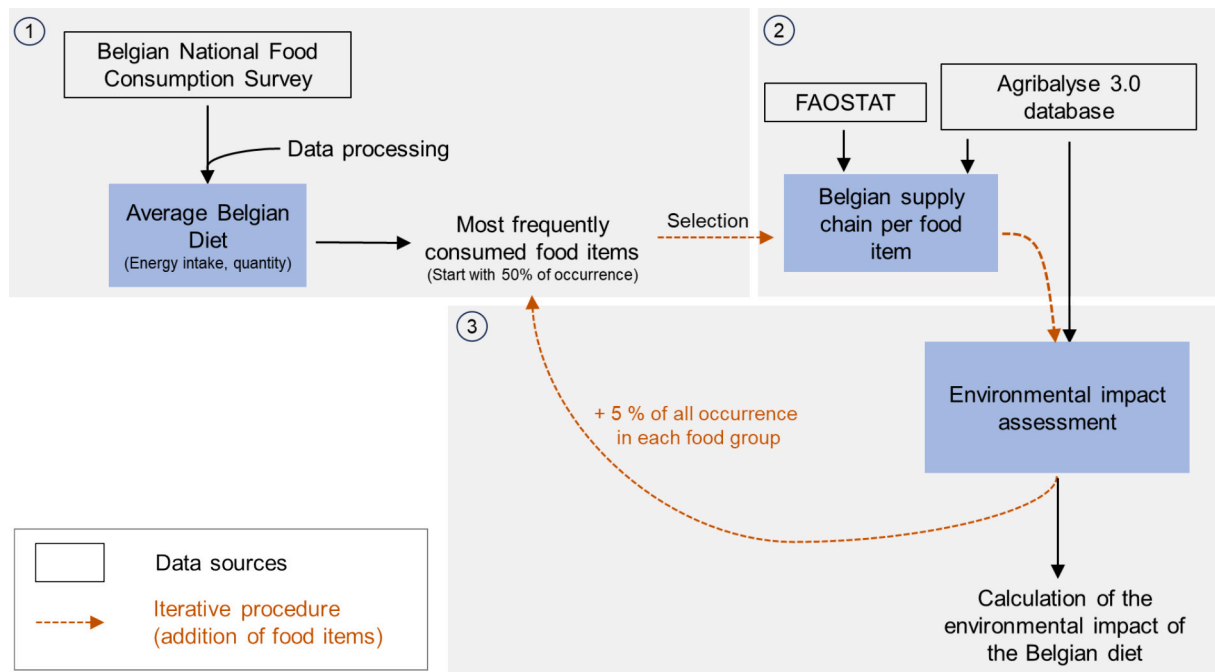 1
Belgian National Food
Consumption Survey
Data processing
Average Belgian
Diet
(Energy intake, quantity)
Most frequently
consumed food items
(Start with 50% of occurrence)
Selection
2
FAOSTAT
Agribalyse 3.0
database
Belgian supply
chain per food
item
3
Environmental impact
assessment
+ 5 % of all occurrence
in each food group
Calculation of the
environmental impact of
the Belgian diet
Data sources
Iterative procedure
(addition of food items)